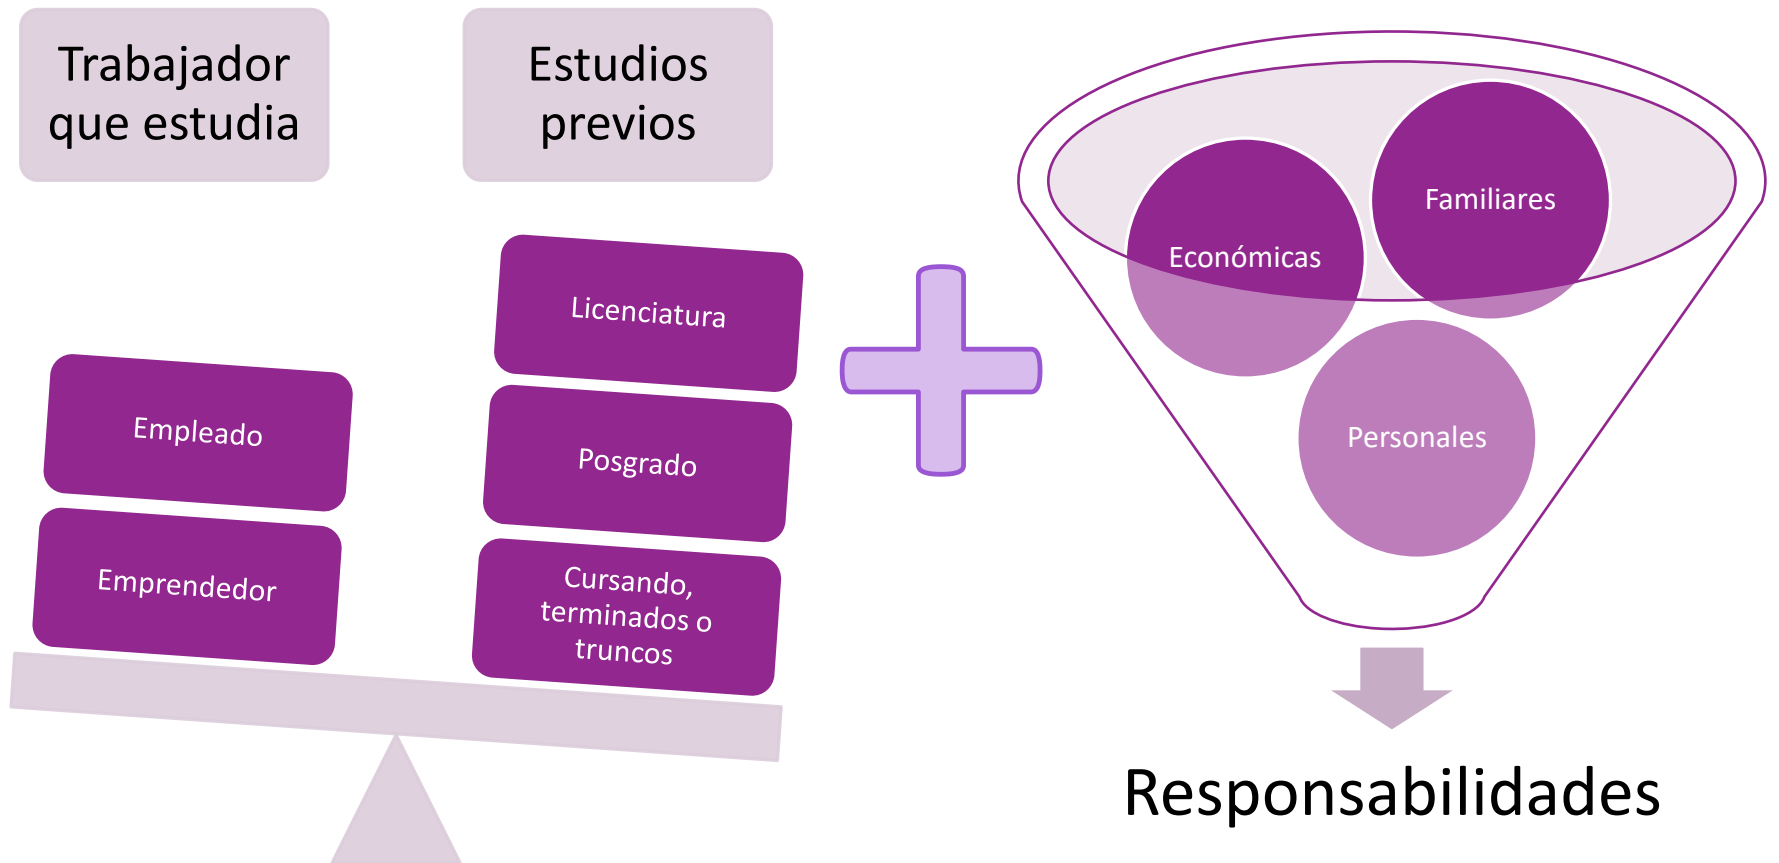 Trabajador
que estudia
Estudios
previos
Empleado
Emprendedor
Licenciatura
Posgrado
Cursando,
terminados o
truncos
Económicas
Familiares
Personales
Responsabilidades